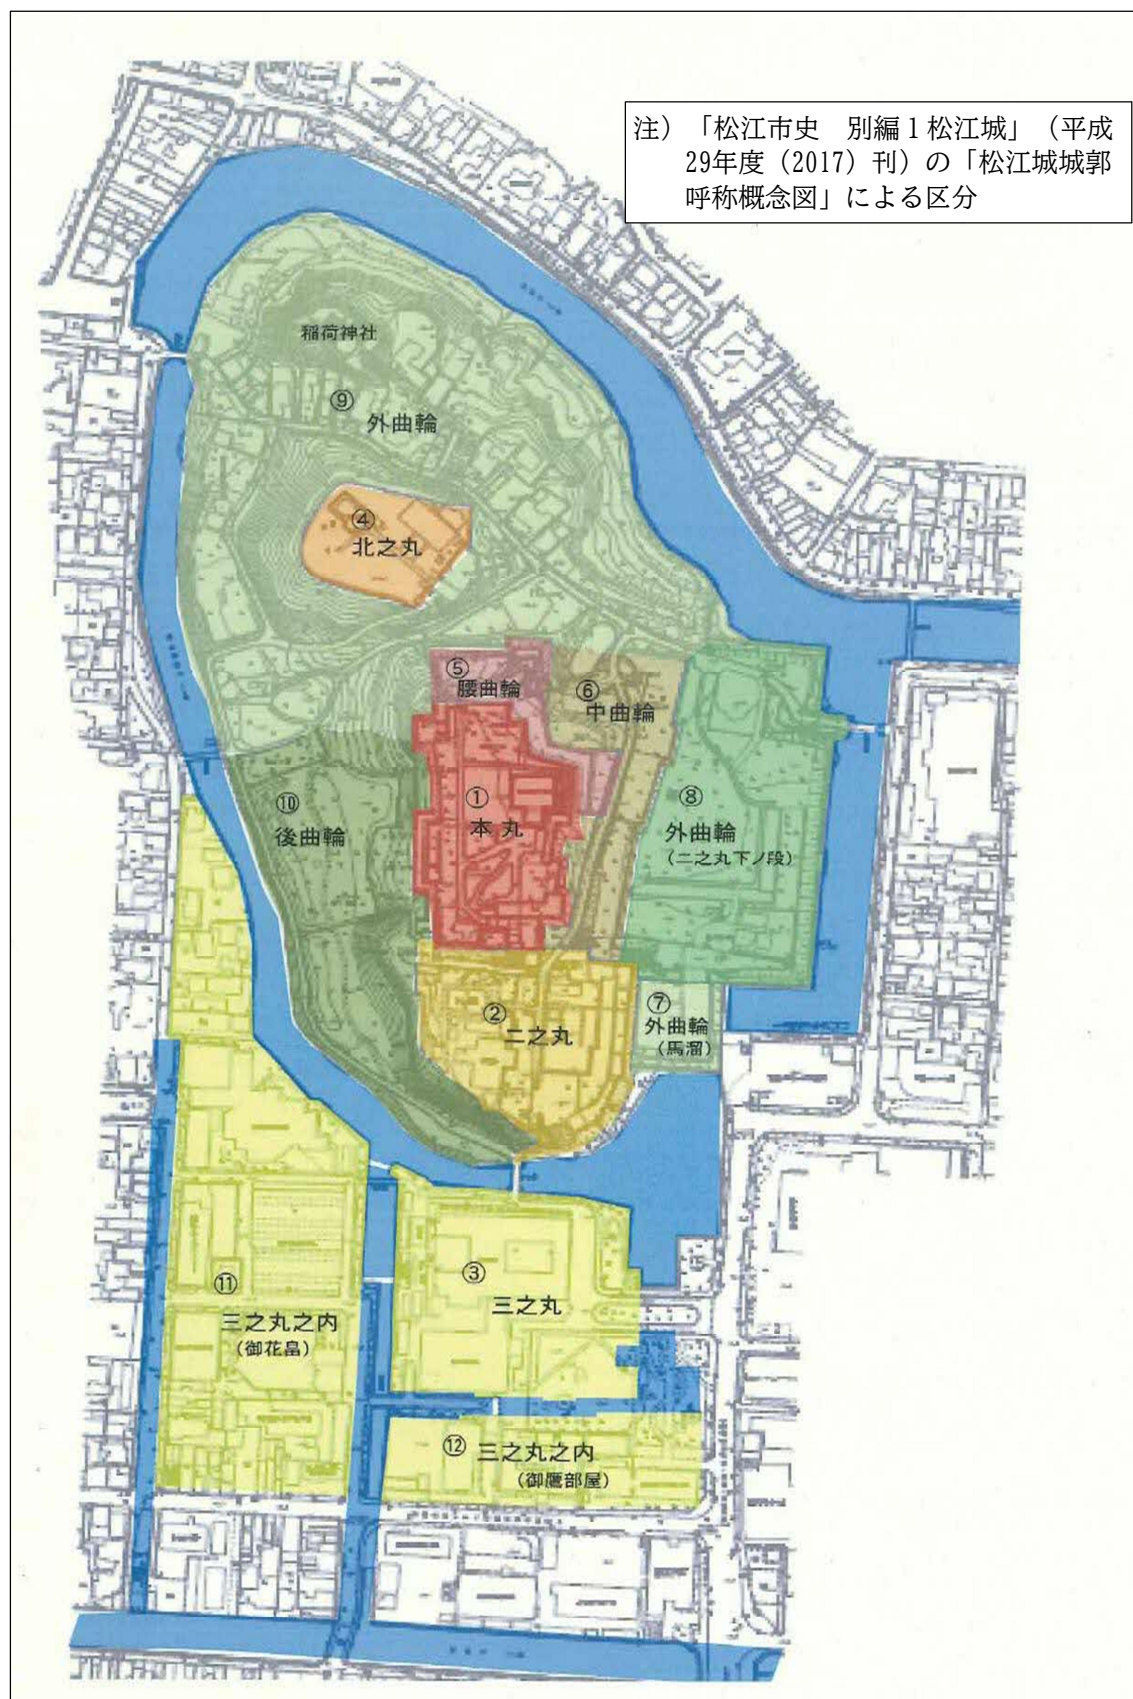 注）「松江市史　別編１松江城」（平成
29年度（2017）刊）の「松江城城郭
呼称概念図」による区分
稲荷神社
⑨
外曲輪
④
北之丸
⑤
腰曲輪
⑥
中曲輪
①
本丸
⑧
外曲輪
（二之丸下ノ段）
⑩
後曲輪
②
二之丸
⑦
外曲輪
（馬溜）
③
三之丸
⑪
三之丸之内
（御花畠）
⑫ 三之丸之内
（御鷹部屋）